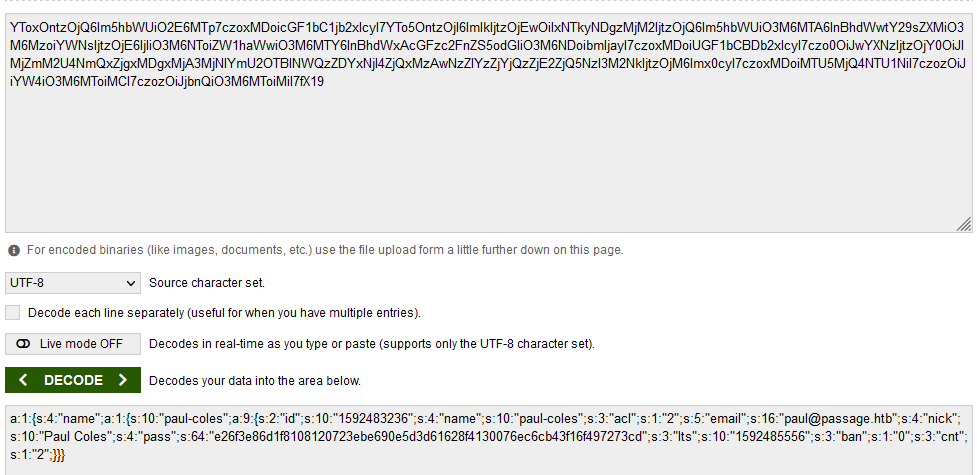 YToxOntzOjQ6Im5hbWUiO2E6MTp7czoxMDoicGF1bC1jb2xlcyI7YTo5OntzOjI6ImlkIjtzOjEwOiIxNTkyNDgzMjM2IjtzOjQ6Im5hbWUiO3M6MTA6InBhdWwtY29sZXMiO3
M6MzoiYWNsIjtzOjE6IjIiO3M6NToiZW1haWwiO3M6MTY6InBhdWxAcGFzc2FnZS5odGIiO3M6NDoibmljayI7czoxMDoiUGF1bCBDb2xlcyI7czo0OiJwYXNzIjtzOjY0OiJl
MjZmM2U4NmQxZjgxMDgxMjA3MjNlYmU2OTBlNWQzZDYxNjI4ZjQxMzAwNzZlYzZjYjQzZjE2ZjQ5NzI3M2NkIjtzOjM6Imx0cyI7czoxMDoiMTU5MjQ4NTU1NiI7czozOiJi
YW4iO3M6MToiMCI7czozOiJjbnQiO3M6MToiMiI7fX19
For encoded binaries (like images, documents, etc.) use the file upload form a little further down on this page.
UTF-8 Source character set.
Decode each line separately (useful for when you have multiple entries).
Live mode OFF Decodes in real-time as you type or paste (supports only the UTF-8 character set).
< DECODE > Decodes your data into the area below.
a:1:{s:4:"name";a:1:{s:10:"paul-coles";a:9:{s:2:"id";s:10:"1592483236";s:4:"name";s:10:"paul-coles";s:3:"acl";s:1:"2";s:5:"email";s:16:"paul@passage.htb";s:4:"nick";
s:10:"Paul Coles";s:4:"pass";s:64:"e26f3e86d1f8108120723ebe690e5d3d61628f4130076ec6cb43f16f497273cd";s:3:"lts";s:10:"1592485556";s:3:"ban";s:1:"0";s:3:"cnt";
s:1:"2";}}}